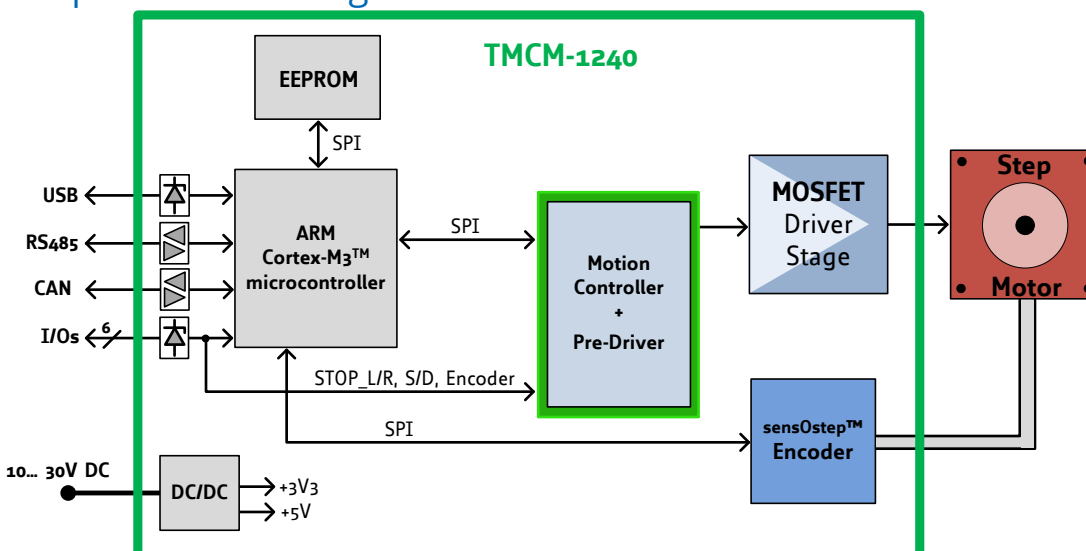 TMCM-1240
EEPROM
SPI
USB
RS485
CAN
I/Os
6
ARM
Cortex-M3™
microcontroller
SPI
Motion
Controller
+
Pre-Driver
MOSFET
Driver
Stage
Step
Motor
STOP_L/R, S/D, Encoder
SPI
sensOstep™
Encoder
10... 30V DC
DC/DC
+3V3
+5V